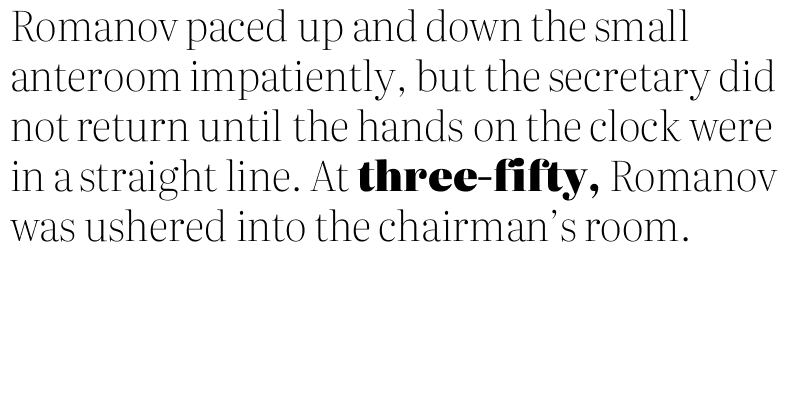 Romanov paced up and down the small
anteroom impatiently, but the secretary did
not return until the hands on the clock were
in a straight line. At three-fifty, Romanov
was ushered into the chairman’s room.